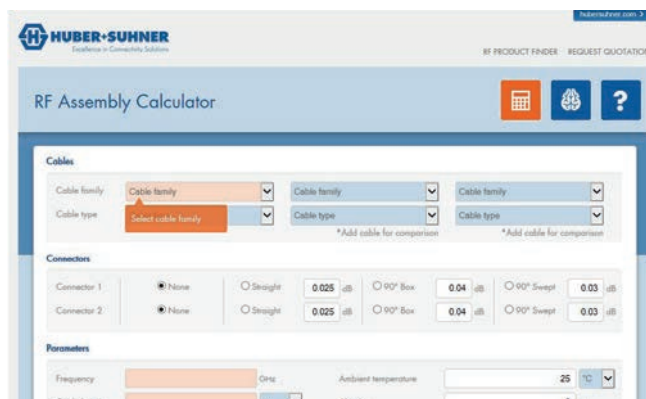 hubersuhner.com >
HUBER+SUHNER
Excellence in Connectivity Solutions
RF PRODUCT FINDER REQUEST QUOTATION
RF Assembly Calculator
?
Cables
Cable family Cable family Cable family Cable family
Cable type Select cable family Cable type Cable type
*Add cable for comparison *Add cable for comparison
Connectors
Connector 1 None Straight 0.025 dB 90° Box 0.04 dB 90° Swept 0.03 dB
Connector 2 None Straight 0.025 dB 90° Box 0.04 dB 90° Swept 0.03 dB
Parameters
Frequency GHz Ambient temperature 25 °C